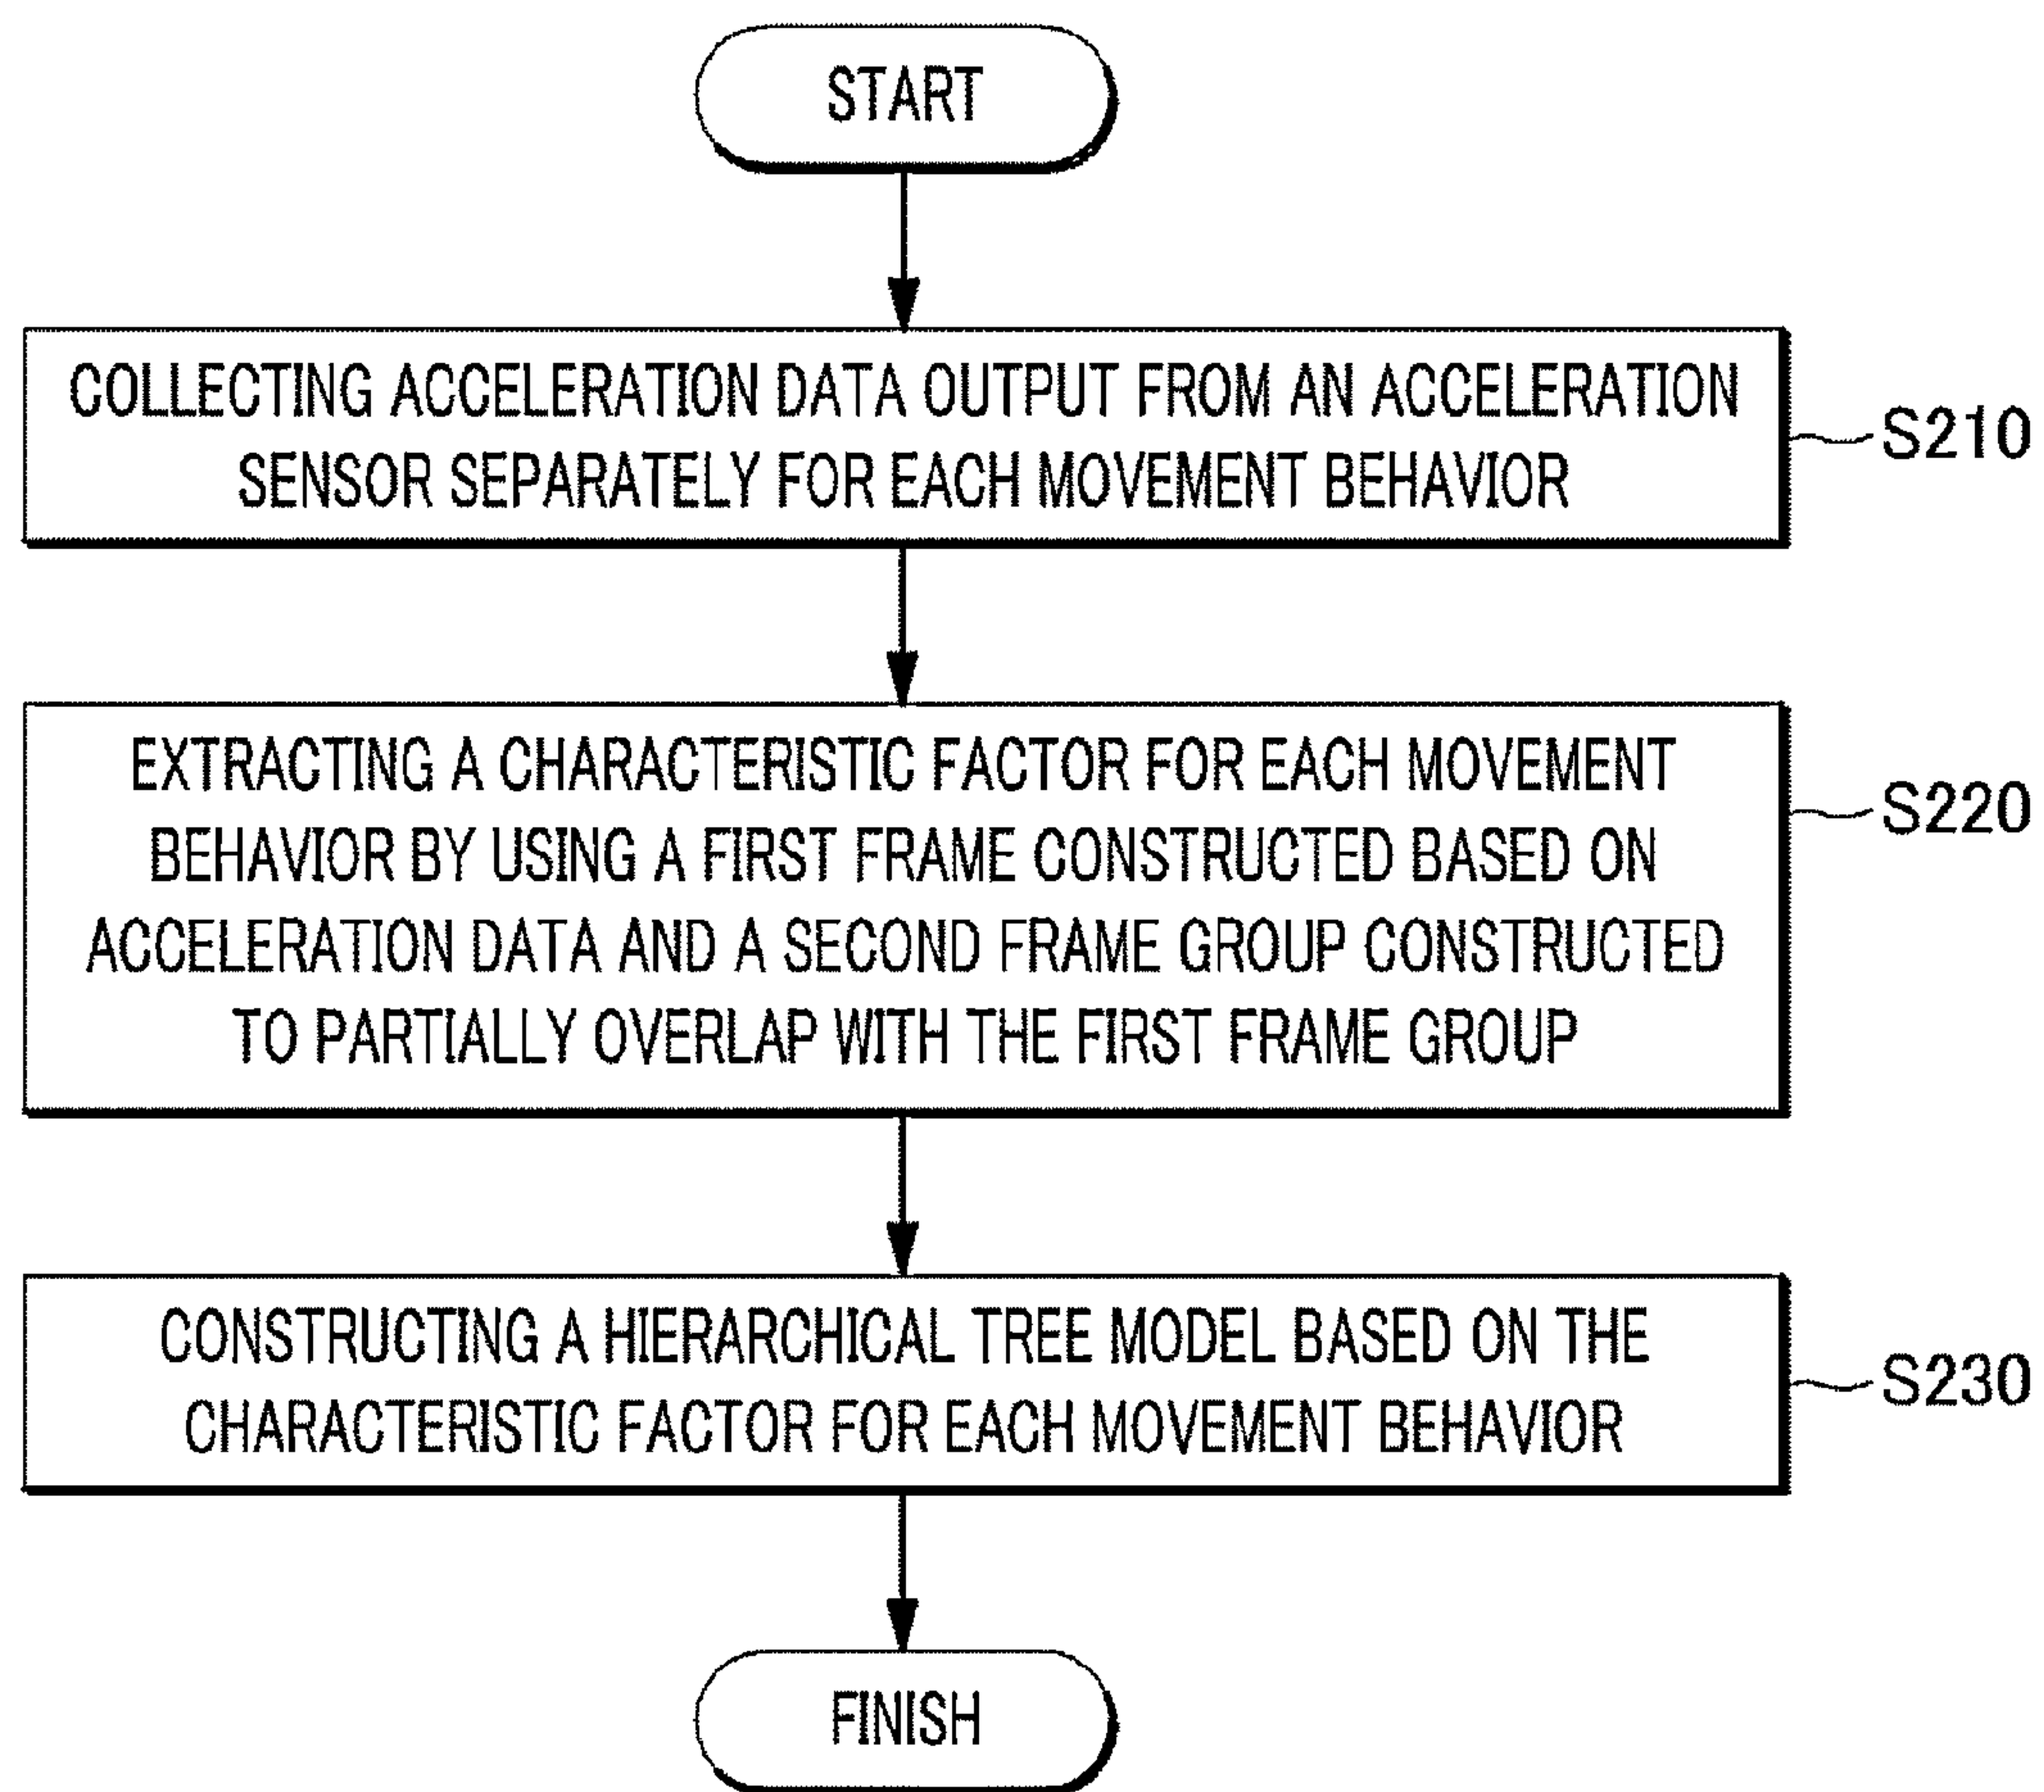 START
COLLECTING ACCELERATION DATA OUTPUT FROM AN ACCELERATION
SENSOR SEPARATELY FOR EACH MOVEMENT BEHAVIOR
S210
EXTRACTING A CHARACTERISTIC FACTOR FOR EACH MOVEMENT
BEHAVIOR BY USING A FIRST FRAME CONSTRUCTED BASED ON
ACCELERATION DATA AND A SECOND FRAME GROUP CONSTRUCTED
TO PARTIALLY OVERLAP WITH THE FIRST FRAME GROUP
S220
CONSTRUCTING A HIERARCHICAL TREE MODEL BASED ON THE
CHARACTERISTIC FACTOR FOR EACH MOVEMENT BEHAVIOR
S230
FINISH